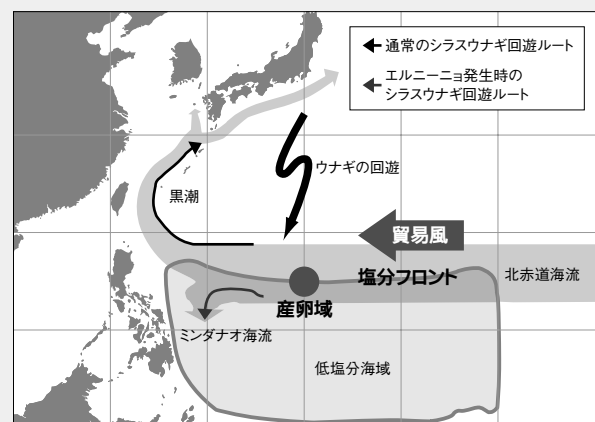 通常のシラスウナギ回遊ルート
エルニーニョ発生時の
シラスウナギ回遊ルート
ウナギの回遊
黒潮
貿易風
塩分フロント
北赤道海流
産卵域
ミンダナオ海流
低塩分海域